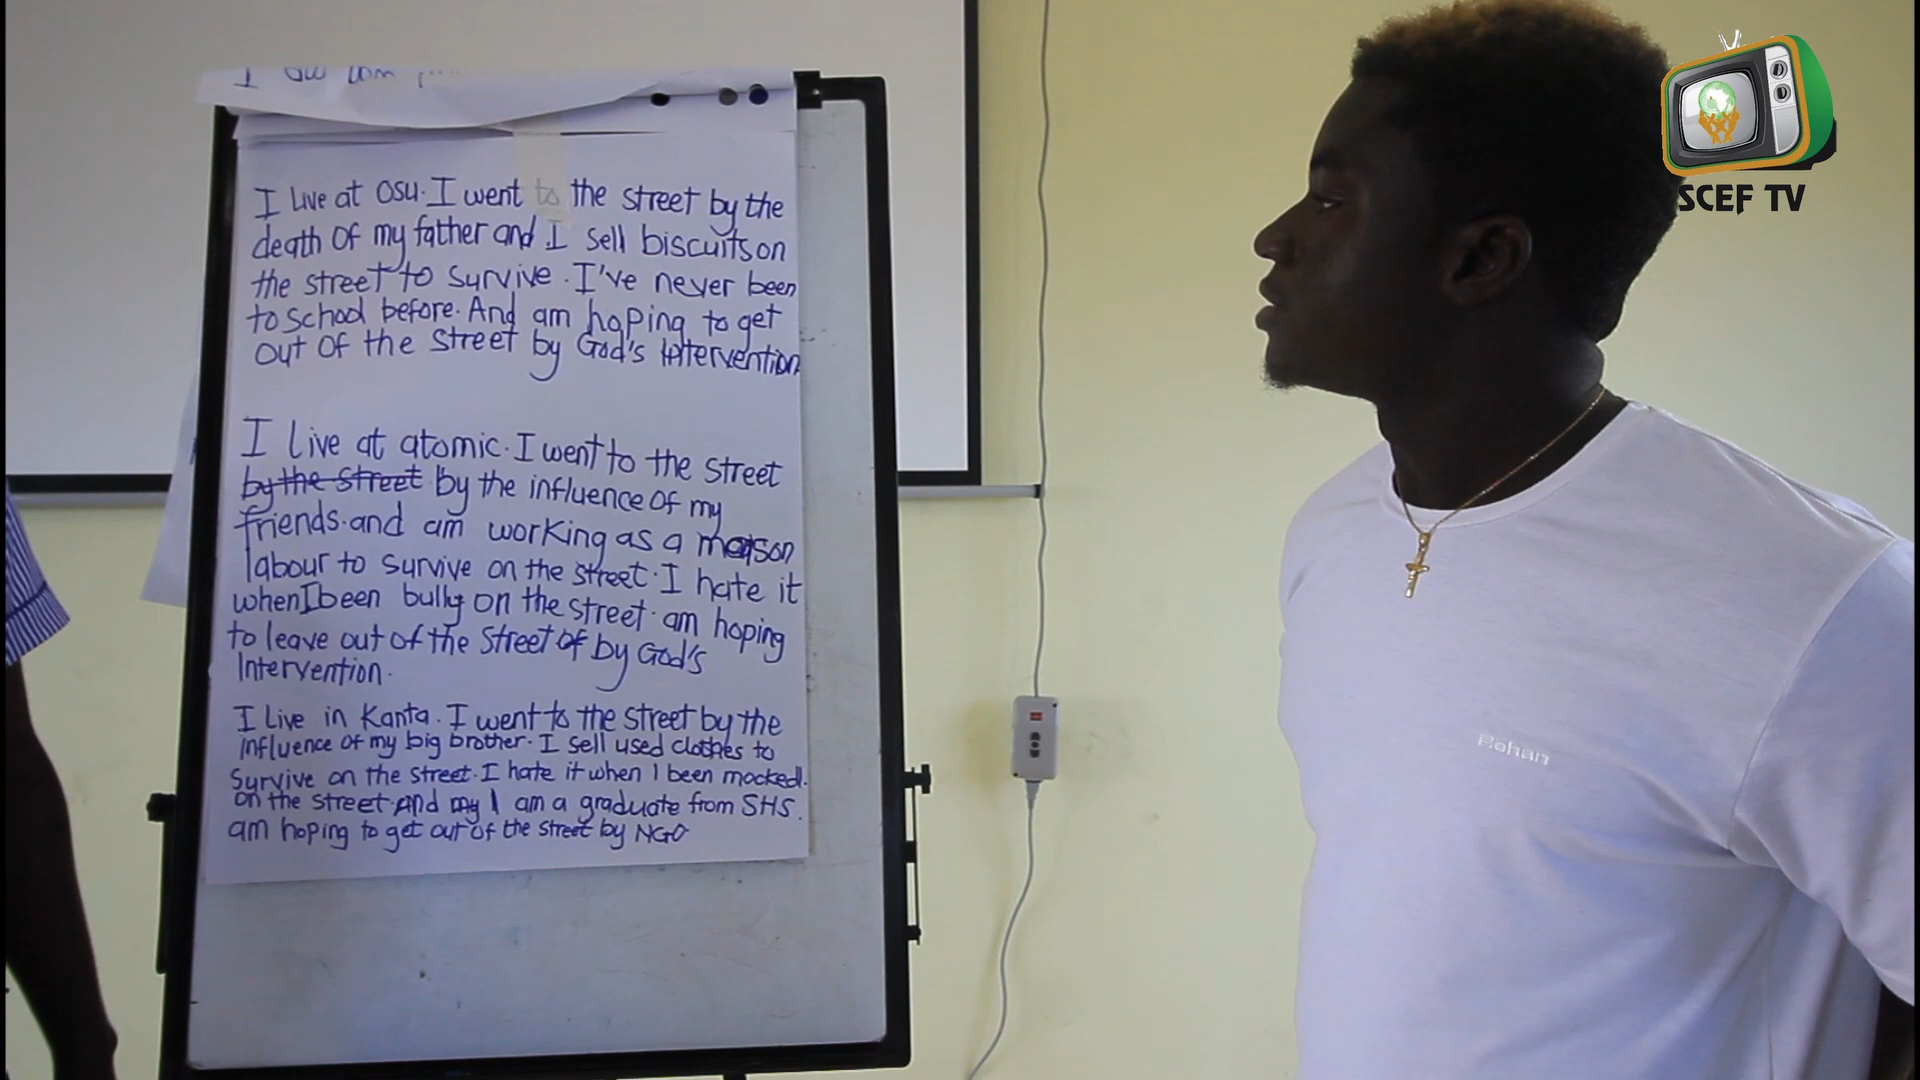 I
I live at Osu. I went to the street by the
death of my father and I sell biscuits on
the street to survive. I've never been
to school before. And am hoping to get
out of the street by God's Intervention
I live at atomic. I went to the street
by the street by the influence of my
friends. and am working as a mason
labour to survive on the street. I hate it
when I been bully on the street. am hoping
to leave out of the street of by God's
Intervention.
I live in Kanta. I went to the street by the
influence of my big brother. I sell used clothes to
survive on the street. I hate it when I been mocked.
on the street. And my I am a graduate from SHS.
am hoping to get out of the street by NGO.
SCEF TV
Rohan